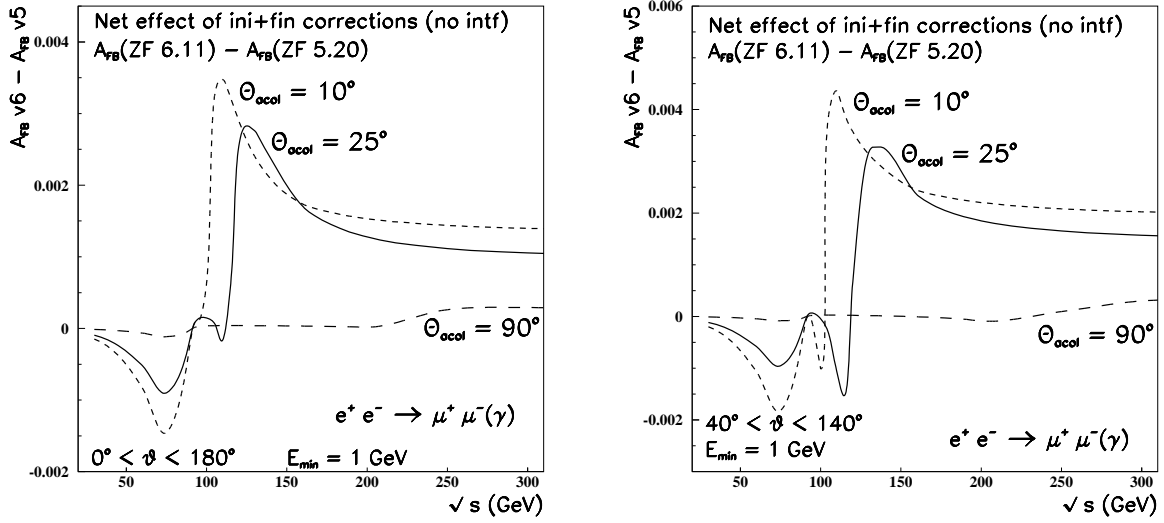 Net effect of ini+fin corrections (no intf)
A_FB(ZF 6.11) − A_FB(ZF 5.20)
A_FB v6 − A_FB v5
Θ_acol = 10°
Θ_acol = 25°
Θ_acol = 90°
e⁺ e⁻ → μ⁺ μ⁻(γ)
0° < ϑ < 180° E_min = 1 GeV
0.004
0.002
0
-0.002
50 100 150 200 250 300
√ s (GeV)
Net effect of ini+fin corrections (no intf)
A_FB(ZF 6.11) − A_FB(ZF 5.20)
A_FB v6 − A_FB v5
Θ_acol = 10°
Θ_acol = 25°
Θ_acol = 90°
40° < ϑ < 140°
e⁺ e⁻ → μ⁺ μ⁻(γ)
E_min = 1 GeV
0.006
0.004
0.002
0
-0.002
50 100 150 200 250 300
√ s (GeV)